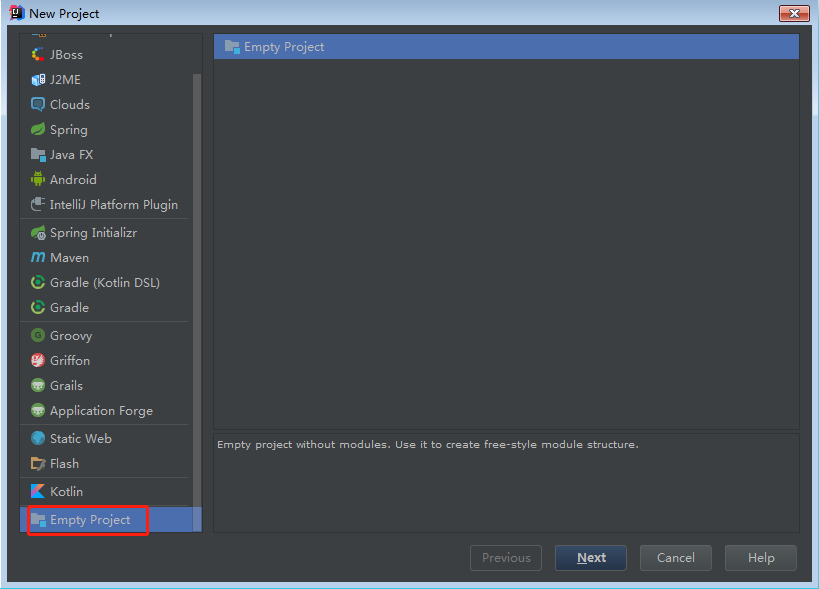 New Project
JBoss
J2ME
Clouds
Spring
Java FX
Android
IntelliJ Platform Plugin
Spring Initializr
Maven
Gradle (Kotlin DSL)
Gradle
Groovy
Griffon
Grails
Application Forge
Static Web
Flash
Kotlin
Empty Project
Empty Project
Empty project without modules. Use it to create free-style module structure.
Previous
Next
Cancel
Help